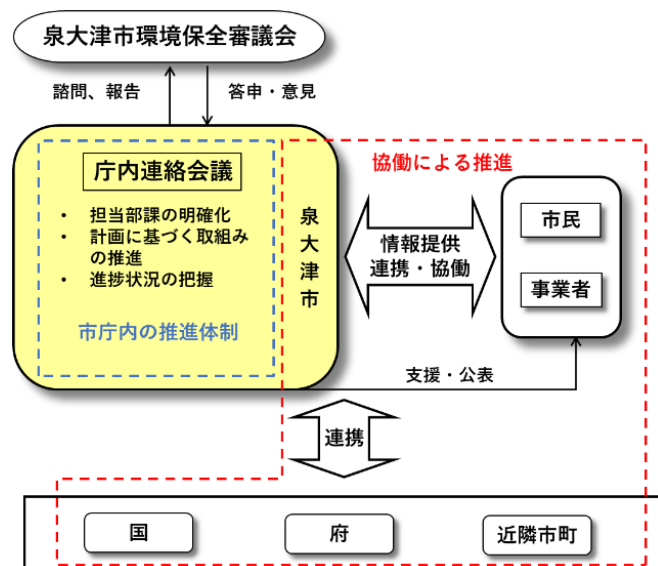 泉大津市環境保全審議会
諮問、報告
答申・意見
協働による推進
庁内連絡会議
• 担当部課の明確化
• 計画に基づく取組み
の推進
• 進捗状況の把握
市庁内の推進体制
泉大津市
情報提供
連携・協働
市民
事業者
支援・公表
連携
国
府
近隣市町